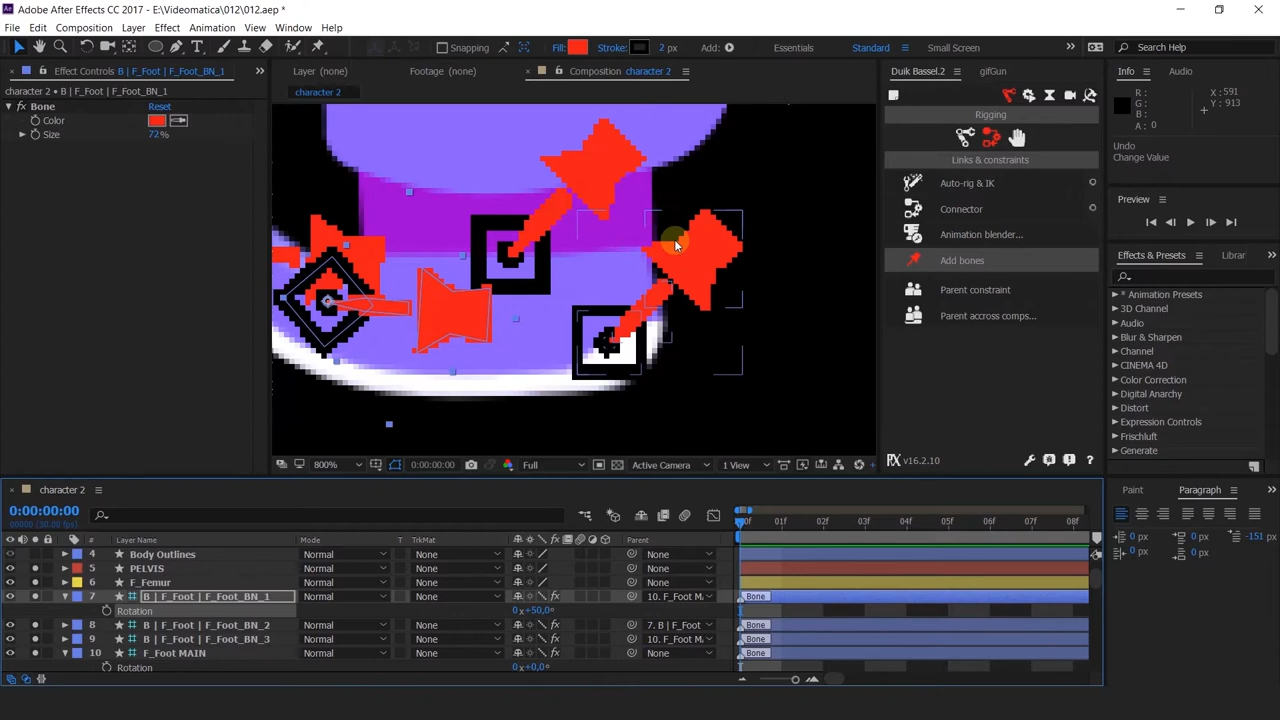 Adobe After Effects CC 2017 - E:\Videomatica\012\012.aep *
File Edit Composition Layer Effect Animation View Window Help
Snapping Fill: Stroke: 2 px Add: Essentials Standard Small Screen Search Help
Effect Controls B | F_Foot | F_Foot_BN_1
character 2 • B | F_Foot | F_Foot_BN_1
fx Bone Reset
Color
Size 72 %
Layer (none) Footage (none) Composition character 2
character 2
800% 0:00:00:00 Full Active Camera 1 View
Duik Bassel.2 gifGun
Rigging
Links & constraints
Auto-rig & IK
Connector
Animation blender...
Add bones
Parent constraint
Parent accross comps...
v16.2.10
Info Audio
R:
G:
B:
A: 0
X: 591
Y: 913
Undo
Change Value
Preview
Effects & Presets Librar
* Animation Presets
3D Channel
Audio
Blur & Sharpen
Channel
CINEMA 4D
Color Correction
Digital Anarchy
Distort
Expression Controls
Frischluft
Generate
character 2
0:00:00:00
00000 (30.00 fps)
# Layer Name Mode T TrkMat Parent
4 Body Outlines Normal None None
5 PELVIS Normal None None
6 F_Femur Normal None None
7 B | F_Foot | F_Foot_BN_1 Normal None 10. F_Foot M
Rotation 0 x+50,0°
8 B | F_Foot | F_Foot_BN_2 Normal None 7. B | F_Foot
9 B | F_Foot | F_Foot_BN_3 Normal None 10. F_Foot M
10 F_Foot MAIN Normal None None
Rotation 0 x+0,0°
01f 02f 03f 04f 05f 06f 07f 08f
Bone
Bone
Bone
Bone
Paint Paragraph
0 px 0 px -151 px
0 px 0 px